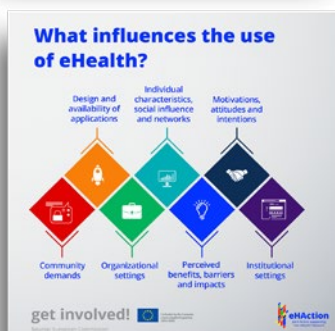 What influences the use
of eHealth?
Design and
availability of
applications
Individual
characteristics,
social influence
and networks
Motivations,
attitudes and
intentions
Community
demands
Organizational
settings
Perceived
benefits, barriers
and impacts
Institutional
settings
get involved!
eHAction